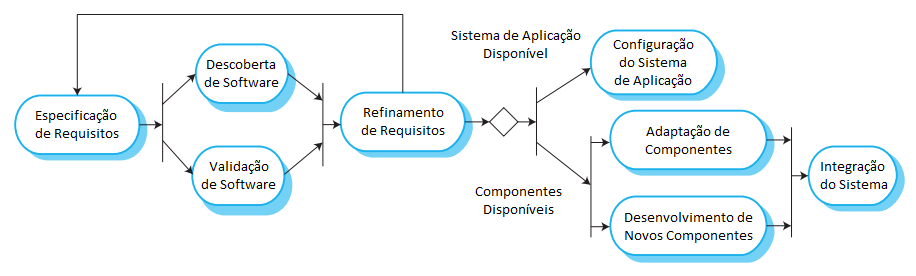 Especificação
de Requisitos
Descoberta
de Software
Validação
de Software
Refinamento
de Requisitos
Sistema de Aplicação
Disponível
Configuração
do Sistema
de Aplicação
Componentes
Disponíveis
Adaptação de
Componentes
Desenvolvimento de
Novos Componentes
Integração
do Sistema